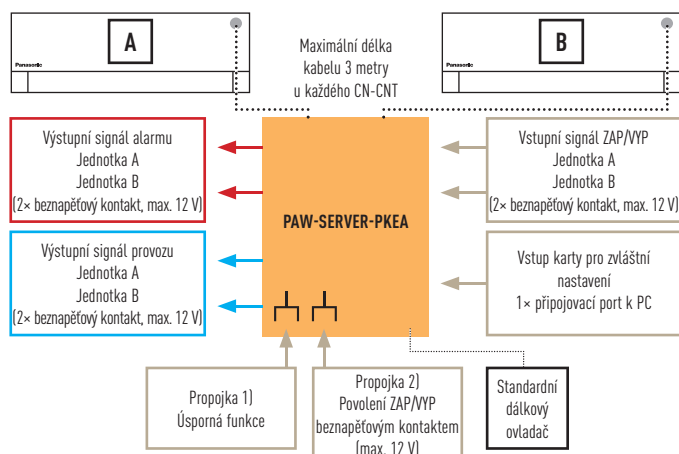 Panasonic
A
Maximální délka
kabelu 3 metry
u každého CN-CNT
Panasonic
B
Výstupní signál alarmu
Jednotka A
Jednotka B
(2× beznapěťový kontakt, max. 12 V)
Výstupní signál provozu
Jednotka A
Jednotka B
(2× beznapěťový kontakt, max. 12 V)
PAW-SERVER-PKEA
Vstupní signál ZAP/VYP
Jednotka A
Jednotka B
(2× beznapěťový kontakt, max. 12 V)
Vstup karty pro zvláštní
nastavení
1× připojovací port k PC
Propojka 1)
Úsporná funkce
Propojka 2)
Povolení ZAP/VYP
beznapěťovým kontaktem
(max. 12 V)
Standardní
dálkový
ovladač